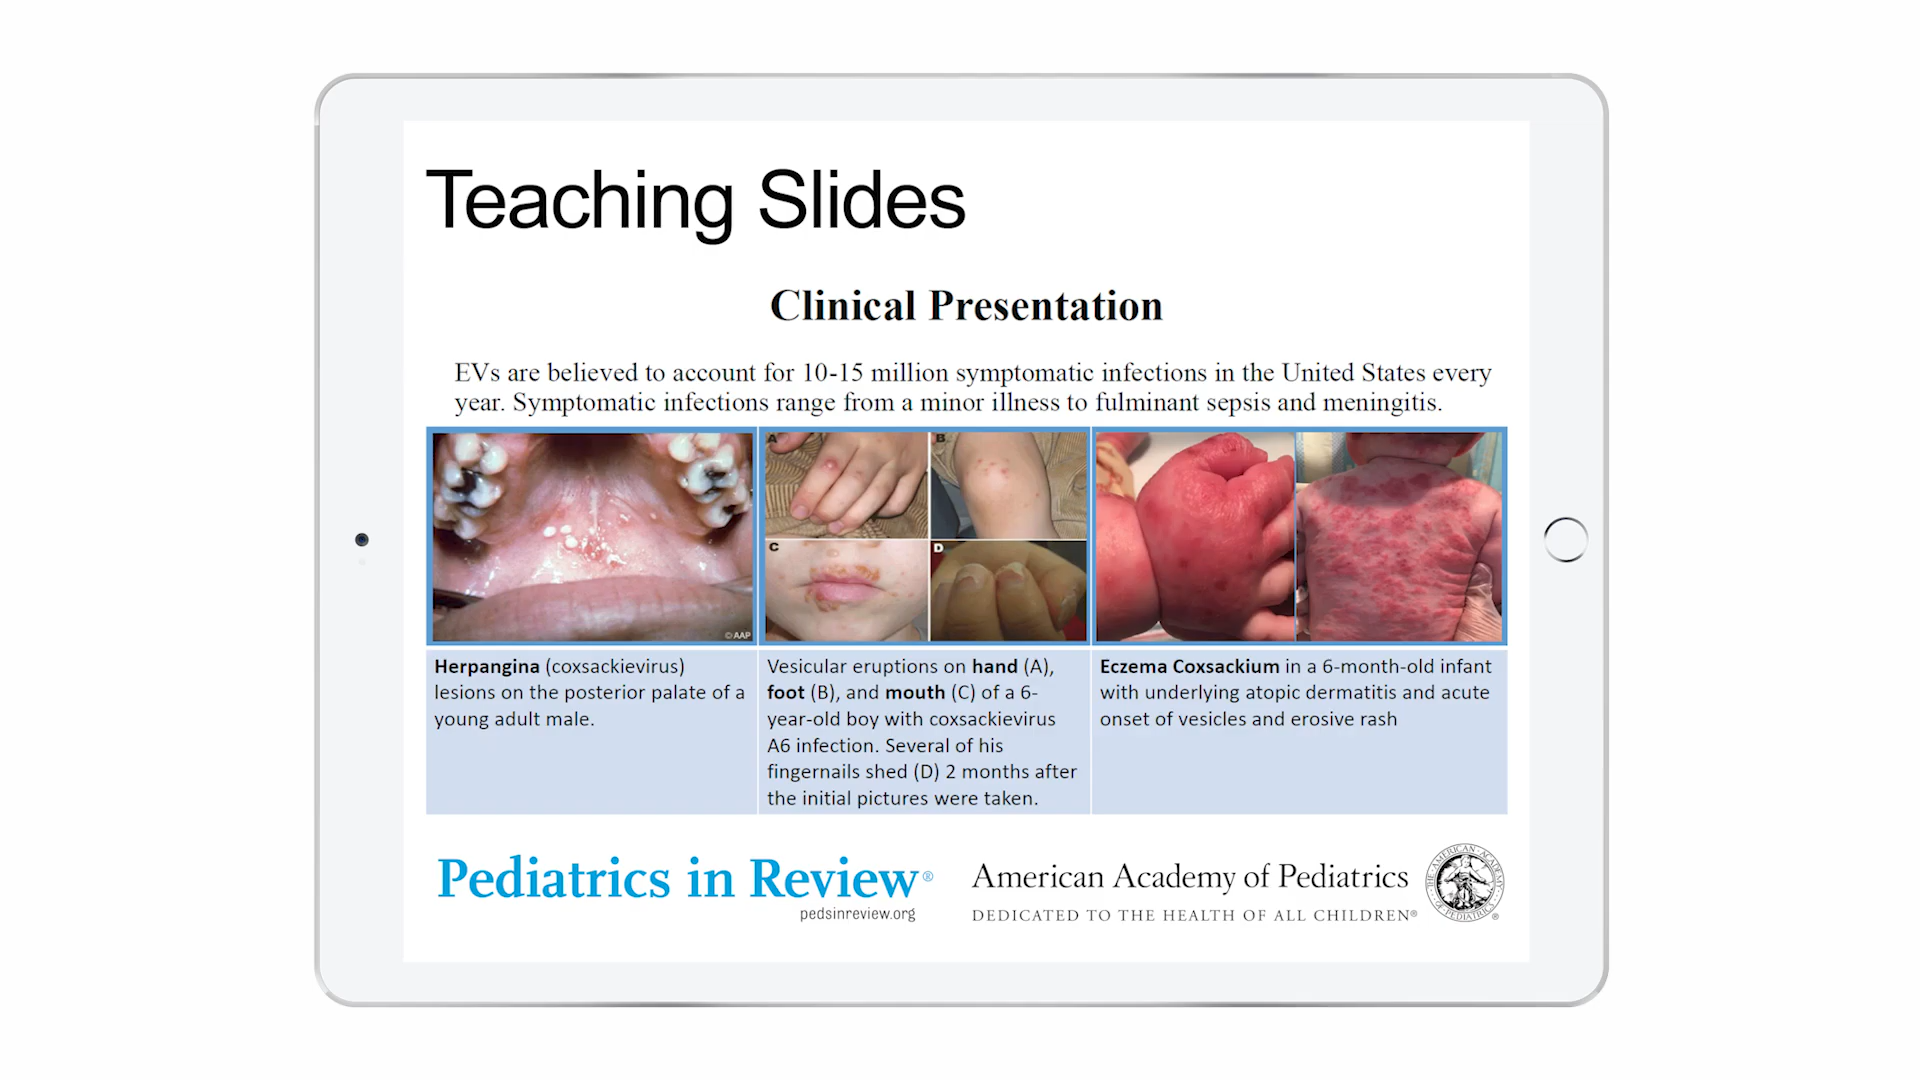 Teaching Slides
Clinical Presentation
EVs are believed to account for 10-15 million symptomatic infections in the United States every
year. Symptomatic infections range from a minor illness to fulminant sepsis and meningitis.
© AAP
A
B
C
D
Herpangina (coxsackievirus)
lesions on the posterior palate of a
young adult male.
Vesicular eruptions on hand (A),
foot (B), and mouth (C) of a 6-
year-old boy with coxsackievirus
A6 infection. Several of his
fingernails shed (D) 2 months after
the initial pictures were taken.
Eczema Coxsackium in a 6-month-old infant
with underlying atopic dermatitis and acute
onset of vesicles and erosive rash
Pediatrics in Review®
pedsinreview.org
American Academy of Pediatrics
DEDICATED TO THE HEALTH OF ALL CHILDREN®
THE AMERICAN ACADEMY OF PEDIATRICS ®